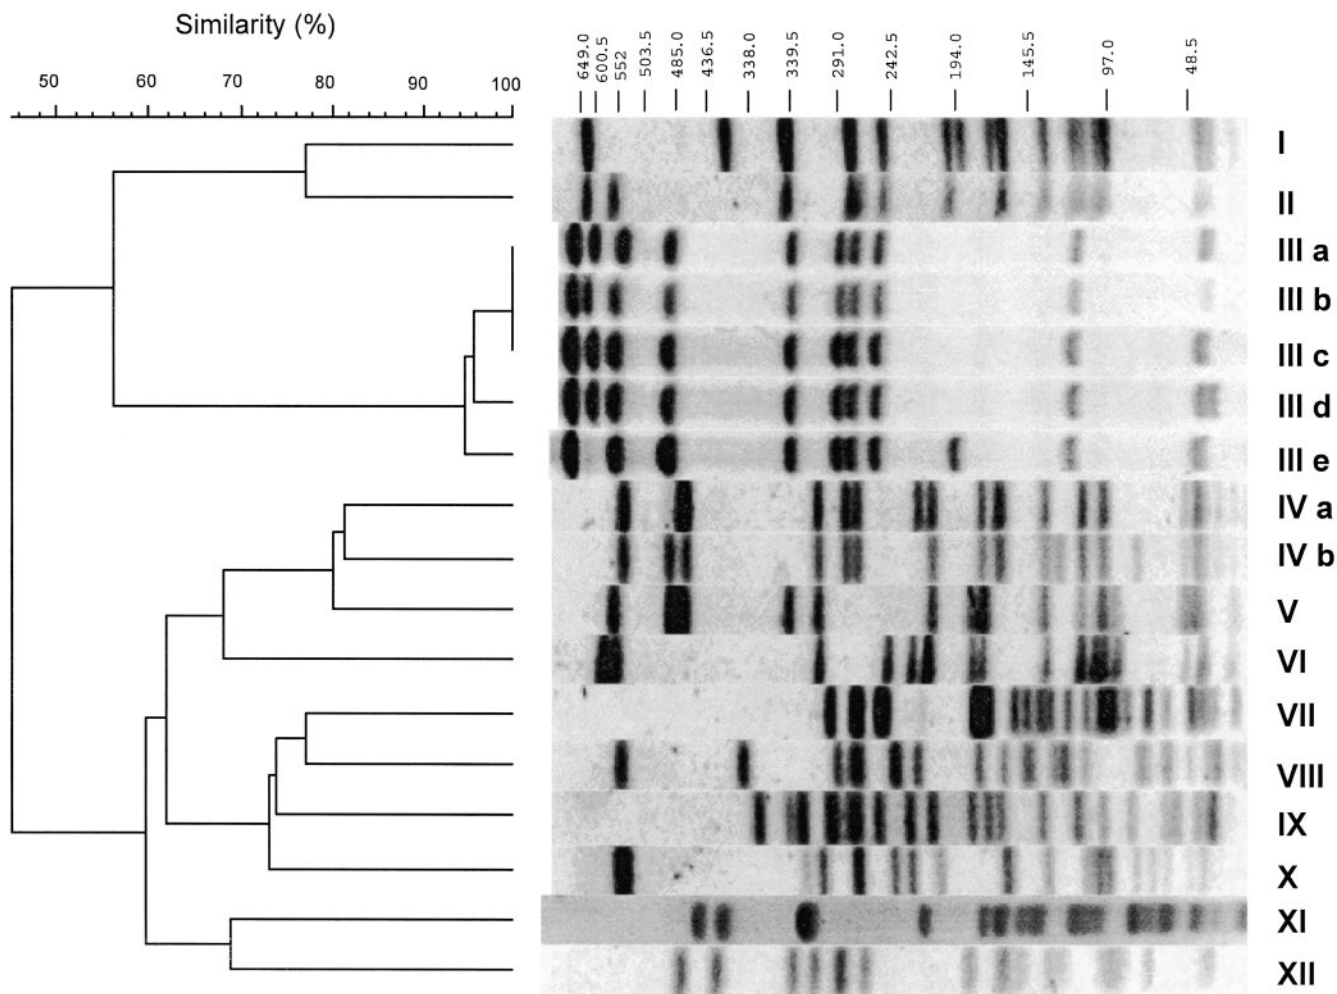 Similarity (%)
50 60 70 80 90 100
649.0 600.5 552 503.5 485.0 436.5 338.0 339.5 291.0 242.5 194.0 145.5 97.0 48.5
I
II
III a
III b
III c
III d
III e
IV a
IV b
V
VI
VII
VIII
IX
X
XI
XII